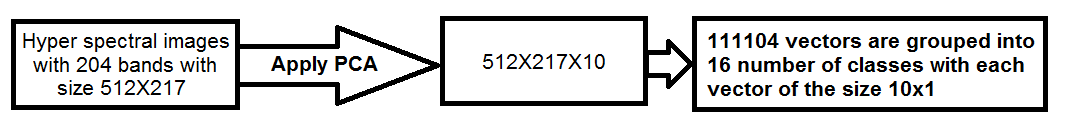 Hyper spectral images
with 204 bands with
size 512X217
Apply PCA
512X217X10
111104 vectors are grouped into
16 number of classes with each
vector of the size 10x1